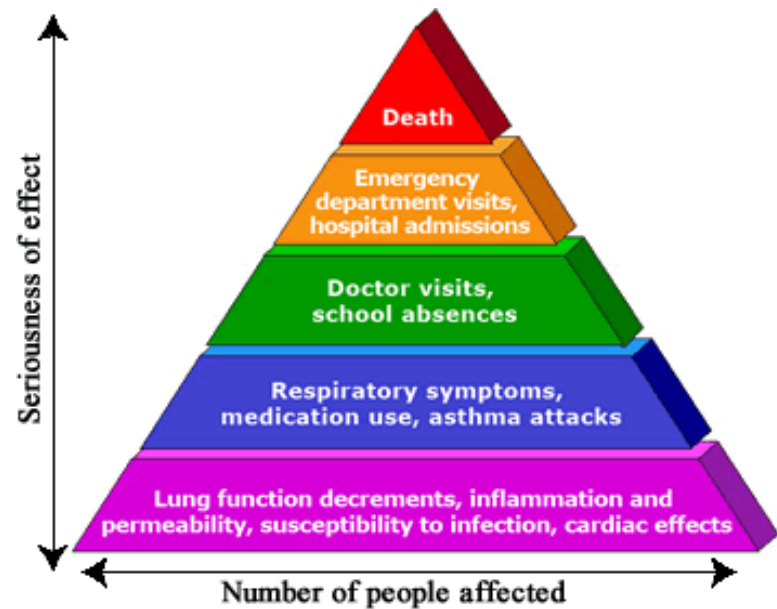 Death
Emergency
department visits,
hospital admissions
Doctor visits,
school absences
Respiratory symptoms,
medication use, asthma attacks
Lung function decrements, inflammation and
permeability, susceptibility to infection, cardiac effects
Seriousness of effect
Number of people affected